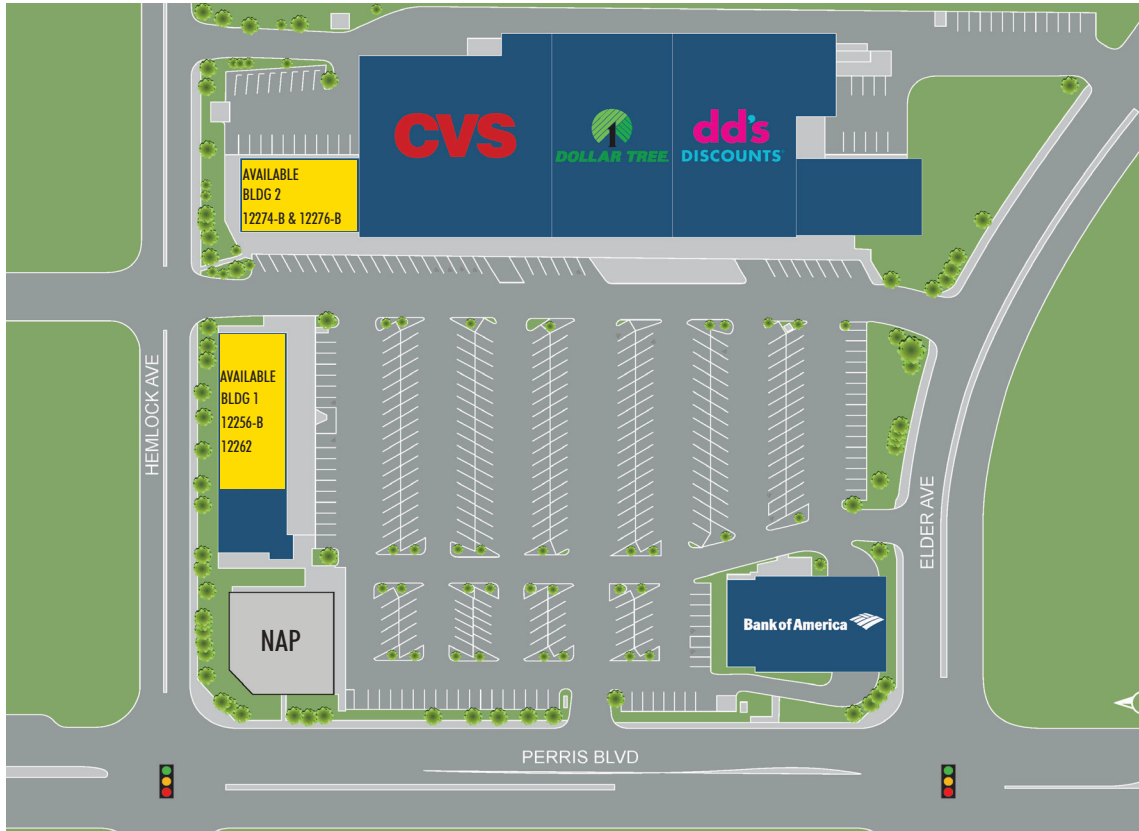 CVS
DOLLAR TREE
dd's
DISCOUNTS
AVAILABLE
BLDG 2
12274-B & 12276-B
AVAILABLE
BLDG 1
12256-B
12262
HEMLOCK AVE
ELDER AVE
NAP
Bank of America
PERRIS BLVD